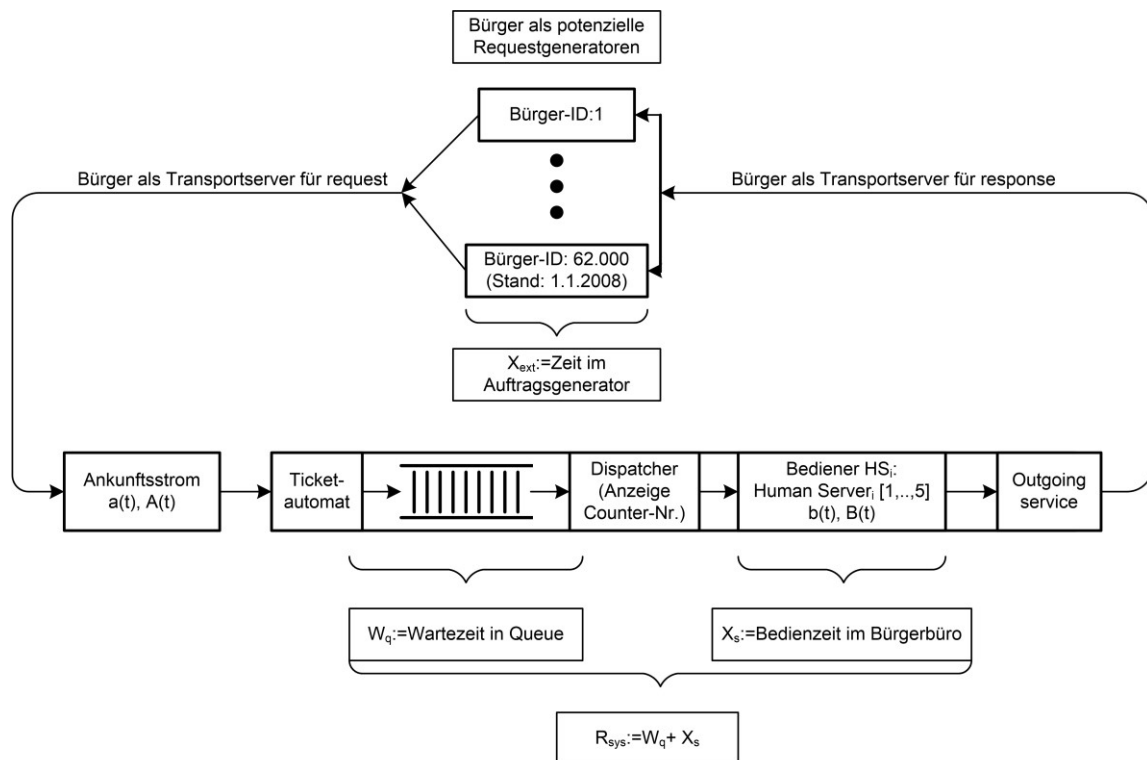 Bürger als potenzielle
Requestgeneratoren
Bürger-ID:1
Bürger als Transportserver für request
Bürger als Transportserver für response
Bürger-ID: 62.000
(Stand: 1.1.2008)
Xext:=Zeit im
Auftragsgenerator
Ankunftsstrom
a(t), A(t)
Ticket-
automat
Dispatcher
(Anzeige
Counter-Nr.)
Bediener HSi:
Human Serveri [1,..,5]
b(t), B(t)
Outgoing
service
Wq:=Wartezeit in Queue
Xs:=Bedienzeit im Bürgerbüro
Rsys:=Wq+ Xs